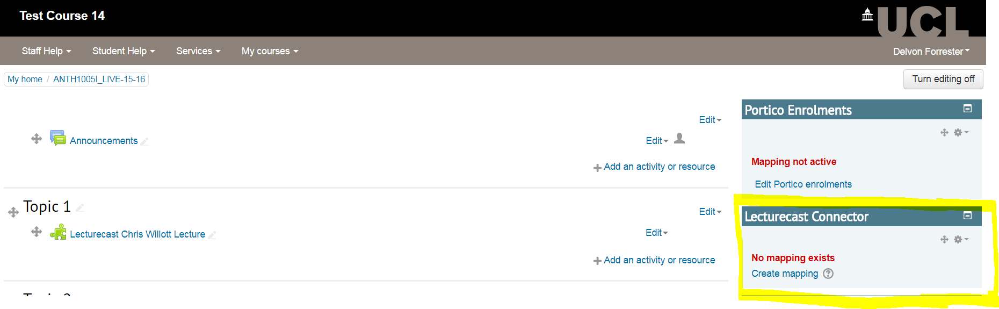 Test Course 14
UCL
Staff Help
Student Help
Services
My courses
Delvon Forrester
My home / ANTH1005I_LIVE-15-16
Turn editing off
Edit
Announcements
Edit
Add an activity or resource
Topic 1
Edit
Lecturecast Chris Willott Lecture
Edit
Add an activity or resource
Portico Enrolments
Mapping not active
Edit Portico enrolments
Lecturecast Connector
No mapping exists
Create mapping ?